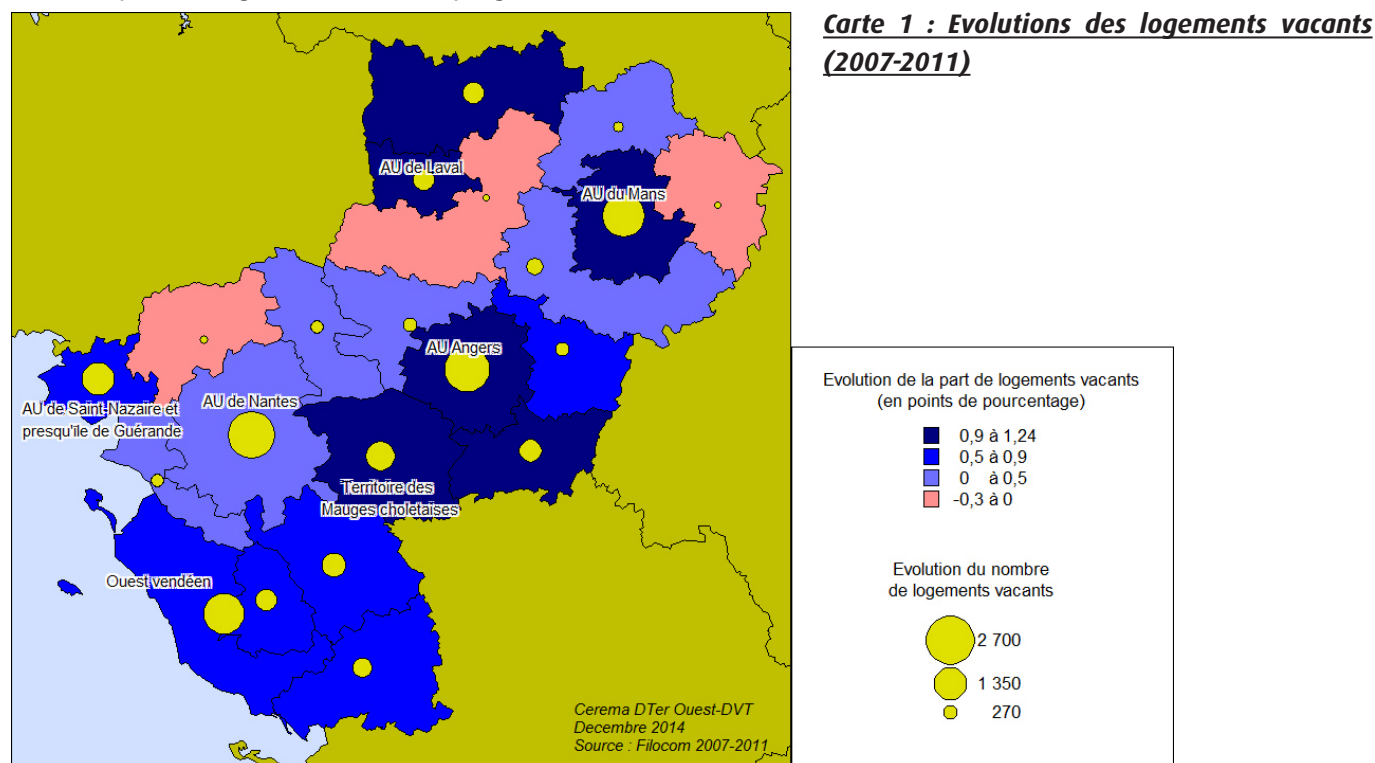 Carte 1 : Evolutions des logements vacants
(2007-2011)
AU de Laval
AU du Mans
AU Angers
AU de Saint-Nazaire et
presqu'ile de Guérande
AU de Nantes
Territoire des
Mauges choletaises
Ouest vendéen
Cerema DTer Ouest-DVT
Decembre 2014
Source : Filocom 2007-2011
Evolution de la part de logements vacants
(en points de pourcentage)
0,9 à 1,24
0,5 à 0,9
0 à 0,5
-0,3 à 0
Evolution du nombre
de logements vacants
2 700
1 350
270